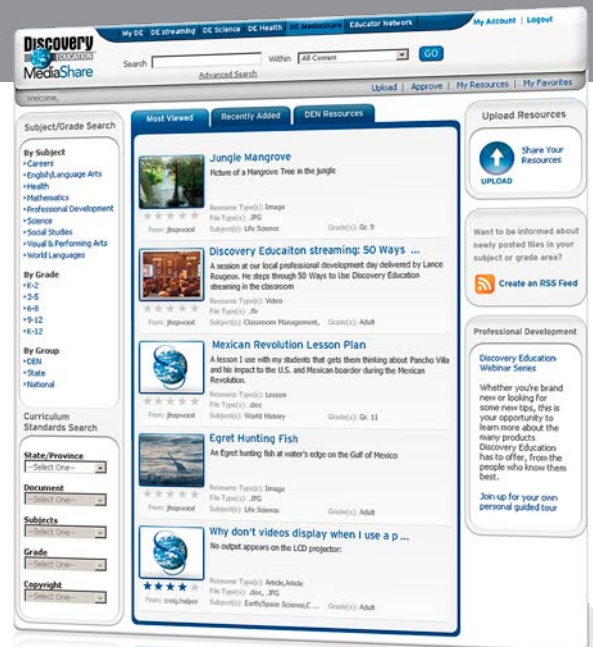 My DE
DE streaming
DE Science
DE Health
DE MediaShare
Educator Network
My Account | Logout
Discovery
EDUCATION
MediaShare
Search
Within
All Content
GO
Advanced Search
Upload | Approve | My Resources | My Favorites
Welcome,
Subject/Grade Search
By Subject
Careers
English/Language Arts
Health
Mathematics
Professional Development
Science
Social Studies
Visual & Performing Arts
World Languages
By Grade
K-2
3-5
6-8
9-12
K-12
By Group
DEN
State
National
Curriculum
Standards Search
State/Province
--Select One--
Document
--Select One--
Subjects
--Select One--
Grade
--Select One--
Copyright
--Select One--
Most Viewed
Recently Added
DEN Resources
Jungle Mangrove
Picture of a Mangrove Tree in the jungle
Resource Type(s): Image
File Type(s): .JPG
From: jhopwood
Subject(s): Life Science
Grade(s): Gr. 9
Discovery Educaiton streaming: 50 Ways ...
A session at our local professional development day delivered by Lance
Rougeux. He steps through 50 Ways to Use Discovery Education
streaming in the classroom
Resource Type(s): Video
File Type(s): .flv
From: jhopwood
Subject(s): Classroom Management,
Grade(s): Adult
Mexican Revolution Lesson Plan
A lesson I use with my students that gets them thinking about Pancho Villa
and his impact to the U.S. and Mexican boarder during the Mexican
Revolution.
Resource Type(s): Lesson
File Type(s): .doc
From: jhopwood
Subject(s): World History
Grade(s): Gr. 11
Egret Hunting Fish
An Egret hunting fish at water's edge on the Gulf of Mexico
Resource Type(s): Image
File Type(s): .JPG
From: jhopwood
Subject(s): Life Science
Grade(s): Adult
Why don't videos display when I use a p ...
No output appears on the LCD projector:
Resource Type(s): Article,Article
File Type(s): .doc, .JPG
From: craig.halper
Subject(s): Earth/Space Science,C ...
Grade(s): Adult
Upload Resources
Share Your
Resources
UPLOAD
Want to be informed about
newly posted files in your
subject or grade area?
Create an RSS Feed
Professional Development
Discovery Education
Webinar Series
Whether you're brand
new or looking for
some new tips, this is
your opportunity to
learn more about the
many products
Discovery Education
has to offer, from the
people who know them
best.
Join up for your own
personal guided tour